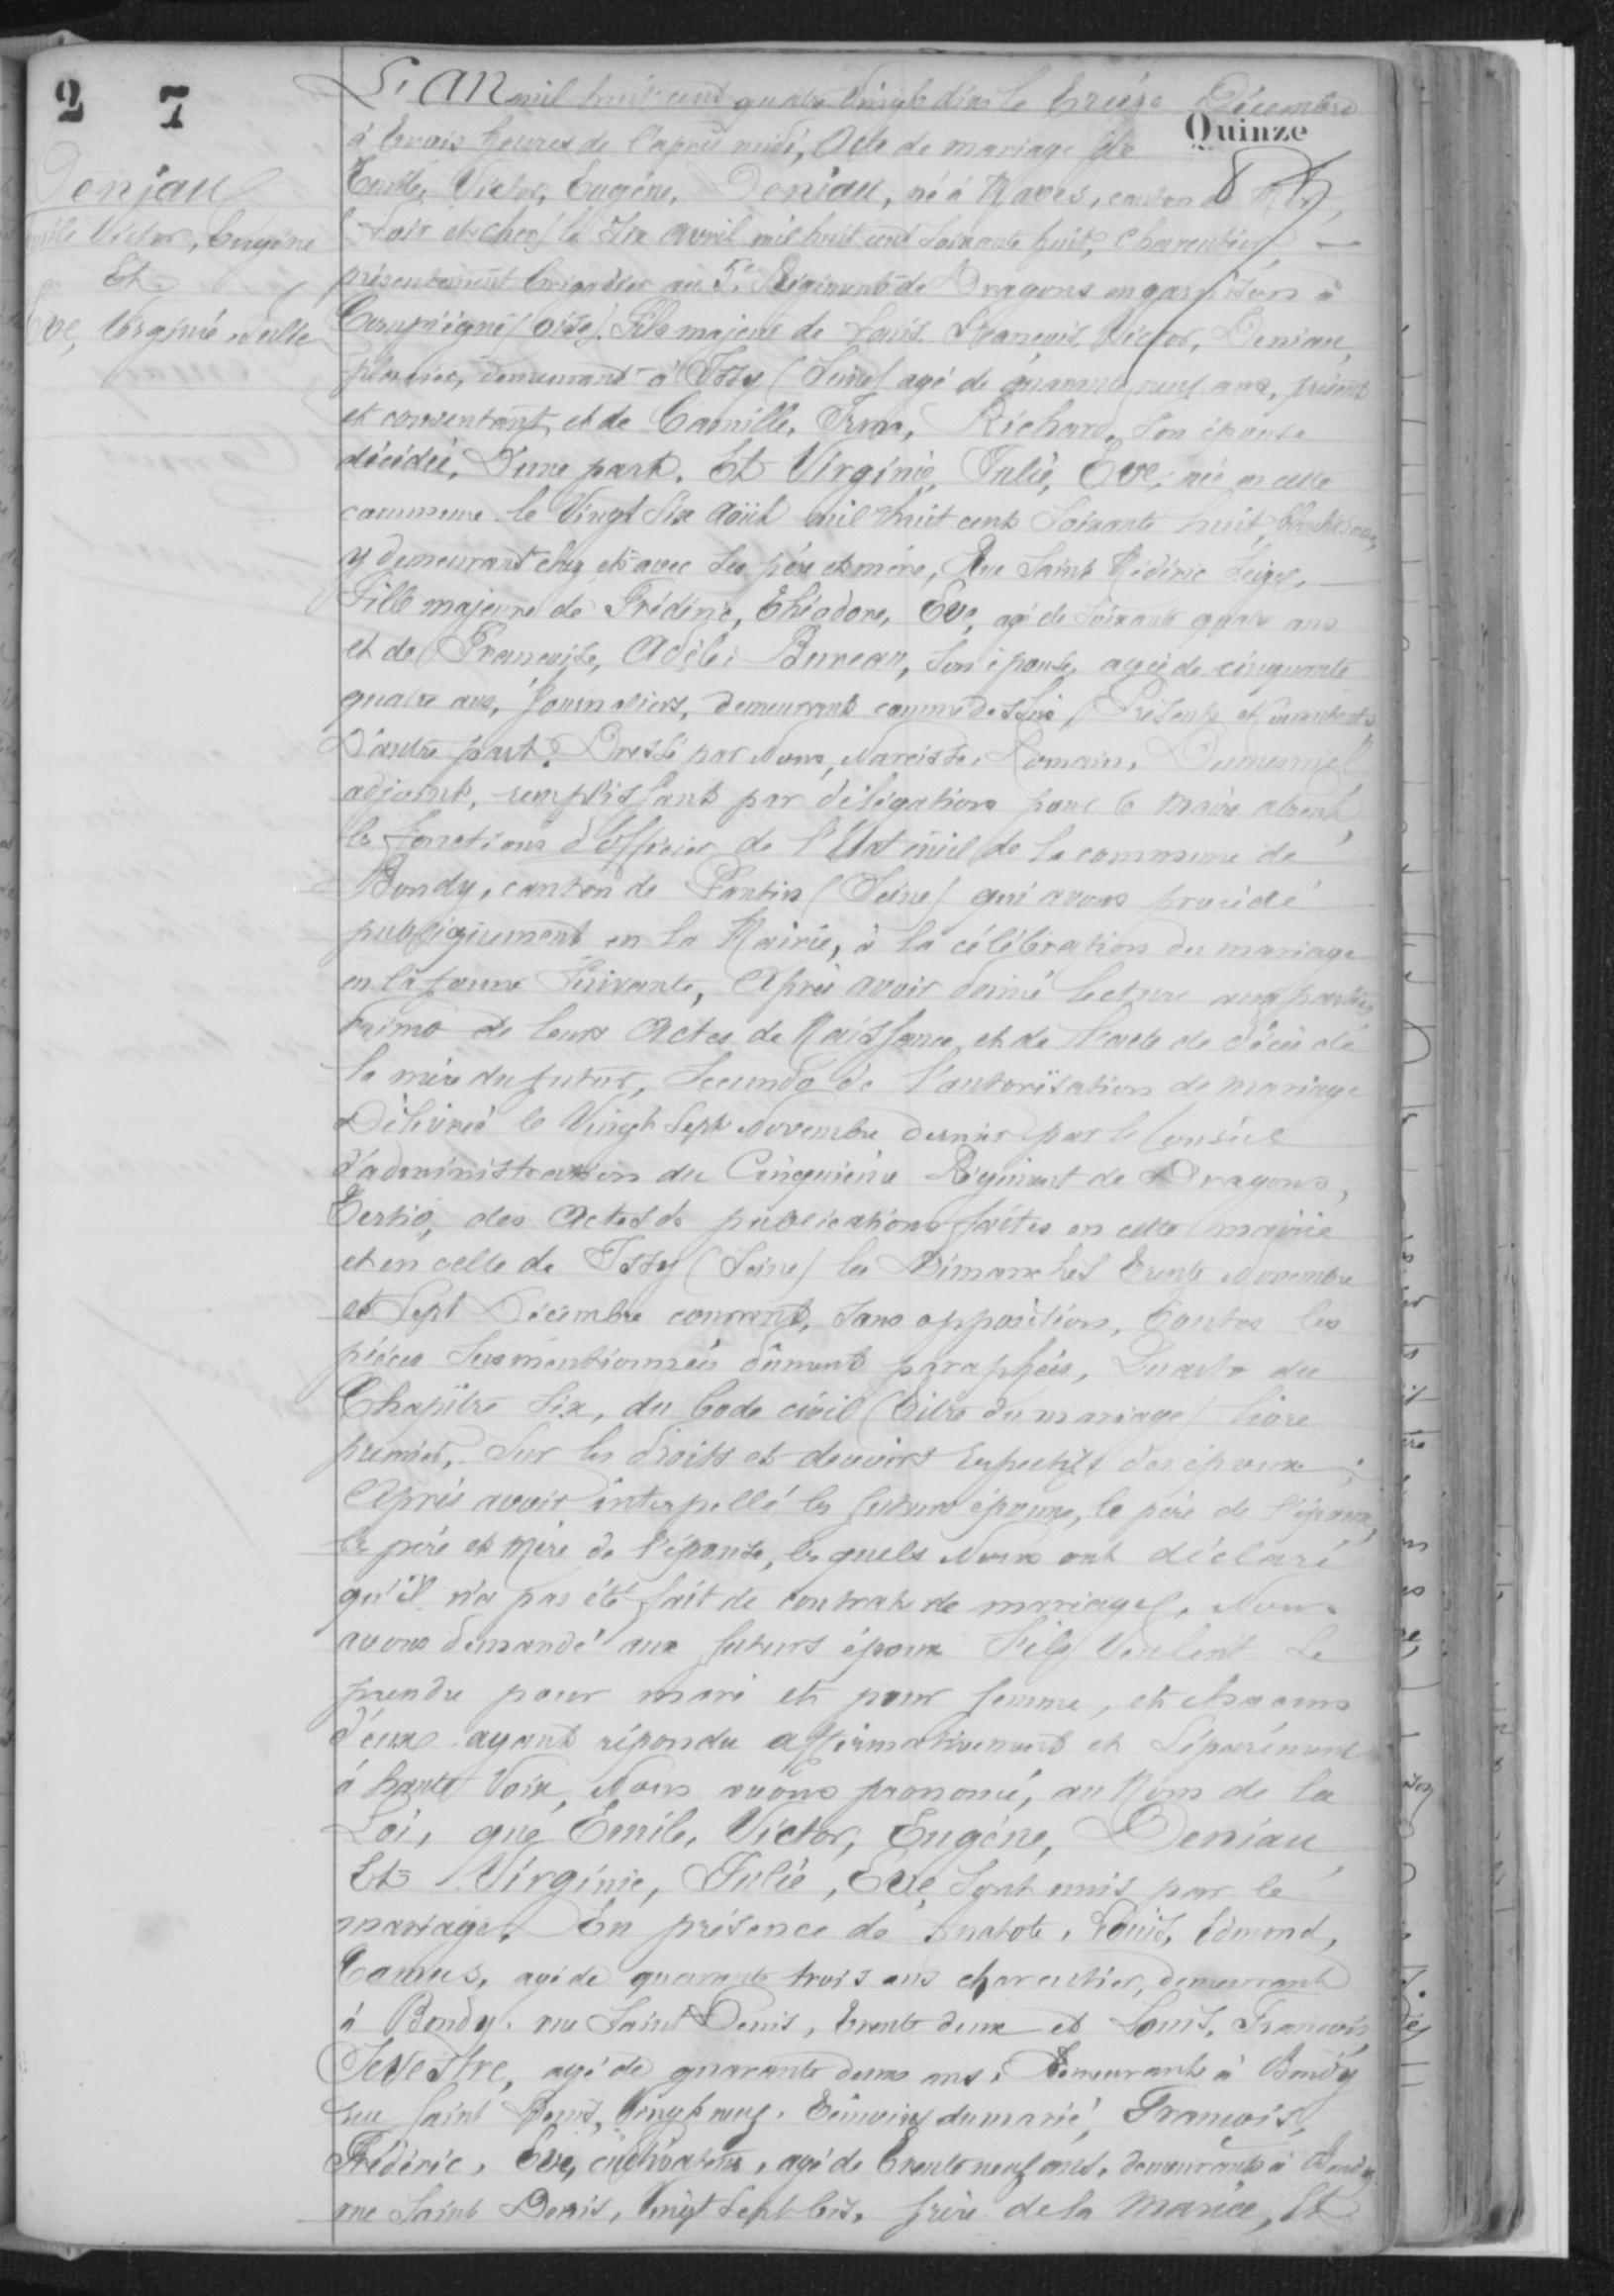 2 7
Quinze
Deniau
Emile Victor, Eugène
Et
Eve, Virginie, Julie
L'AN mil huit cent quatre vingt dix le treize Décembre
à trois heures de l'après midi, Acte de mariage de
Emile, Victor, Eugène, Deniau, né à Maves, canton de Mer,
(Loir et cher) le six avril mil huit cent soixante huit, charcutier,
présentement brigadier au 5e Régiment de Dragons en garnison à
Compiègne (oise). Fils majeur de Louis François Victor, Deniau,
plâtrier, demeurant à Issy (Seine) agé de quarante neuf ans, présent
et consentant, et de Camille, Irma, Richard, son épouse
décédée, D'une part. Et Virginie, Julie, Eve, née en cette
commune le Vingt six Août mil huit cent soixante huit, blanchisseuse,
y demeurant chez et avec ses père et mère, Rue Saint Médéric Seize,
Fille majeure de Frédéric, Théodore, Eve, agé de soixante quatre ans
et de Françoise, Adèle Bureau, son épouse, agée de cinquante
quatre ans, Journaliers, demeurant comme dessus, Présents et consentants
D'autre part. Dressé par Nous, Narcisse, Romain, Dumesnil,
adjoint, remplissant par délégation pour le Maire absent,
les fonctions d'officier de l'Etat civil de la commune de
Bondy, canton de Pantin (Seine) qui avons procédé
publiquement en la Mairie, à la célébration du mariage
en la forme suivante, Après avoir donné lecture aux parties
Primo de leurs Actes de Naissance et de l'acte de décès de
la mère du futur, Secundo de l'autorisation de mariage
Délivrée le Vingt Sept Novembre dernier par le Conseil
d'administration du Cinquième Régiment de Dragons,
Tertio, des Actes de publications faites en cette mairie
et en celle de Issy (Seine) les Dimanches Trente Novembre
et Sept Décembre courant, sans opposition, Toutes les
pièces susmentionnées dûment paraphées, Quarto du
Chapitre Six, du Code civil (Titre du mariage) livre
premier, Sur les droits et devoirs respectifs des époux ;
Après avoir interpellé les futurs époux, le père de l'époux,
les père et Mère de l'épouse, lesquels Nous ont déclaré
qu'il n'a pas été fait de contrat de mariage, Nous
avons demandé aux futurs époux s'ils Veulent se
prendre pour mari et pour femme, et chacun
d'eux ayant répondu affirmativement et Séparément
à haute Voix, Nous avons prononcé, au Nom de la
Loi, que Emile, Victor, Eugène, Deniau,
Et Virginie, Julie, Eve, sont unis par le
mariage. En présence de Anatole, Louis, Edmond,
Camus, agé de quarante trois ans charcutier, demeurant
à Bondy, rue Saint Denis, trente deux et Louis, François,
Sevestre, agé de quarante deux ans, Demeurant à Bondy
rue Saint Denis, Vingt neuf. Témoins du marié, François,
Frédéric, Eve, cultivateur, agé de trente neuf ans, demeurant à Bondy
rue Saint Denis, Vingt Sept bis, frère de la Mariée, Et